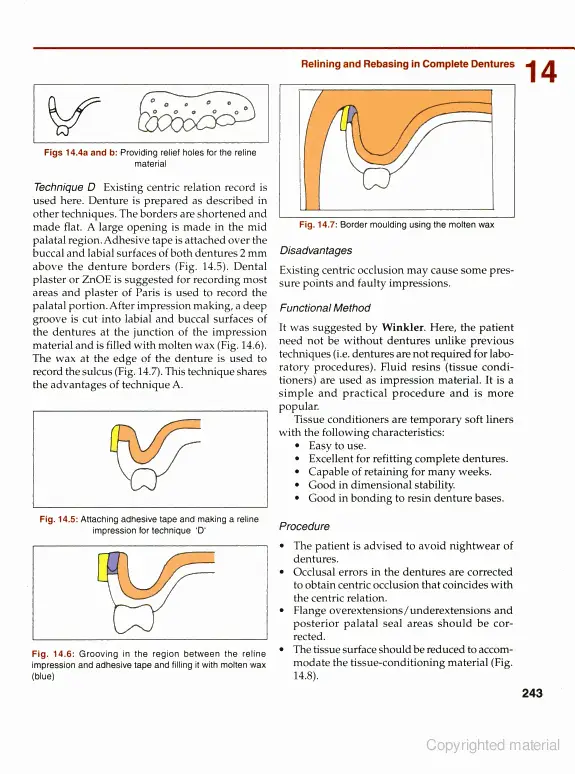 Relining and Rebasing in Complete Dentures
14
Figs 14.4a and b: Providing relief holes for the reline
material
Technique D Existing centric relation record is
used here. Denture is prepared as described in
other techniques. The borders are shortened and
made flat. A large opening is made in the mid
palatal region. Adhesive tape is attached over the
buccal and labial surfaces of both dentures 2 mm
above the denture borders (Fig. 14.5). Dental
plaster or ZnOE is suggested for recording most
areas and plaster of Paris is used to record the
palatal portion. After impression making, a deep
groove is cut into labial and buccal surfaces of
the dentures at the junction of the impression
material and is filled with molten wax (Fig. 14.6).
The wax at the edge of the denture is used to
record the sulcus (Fig. 14.7). This technique shares
the advantages of technique A.
Fig. 14.5: Attaching adhesive tape and making a reline
impression for technique 'D'
Fig. 14.6: Grooving in the region between the reline
impression and adhesive tape and filling it with molten wax
(blue)
Fig. 14.7: Border moulding using the molten wax
Disadvantages
Existing centric occlusion may cause some pres-
sure points and faulty impressions.
Functional Method
It was suggested by Winkler. Here, the patient
need not be without dentures unlike previous
techniques (i.e. dentures are not required for labo-
ratory procedures). Fluid resins (tissue condi-
tioners) are used as impression material. It is a
simple and practical procedure and is more
popular.
Tissue conditioners are temporary soft liners
with the following characteristics:
• Easy to use.
• Excellent for refitting complete dentures.
• Capable of retaining for many weeks.
• Good in dimensional stability.
• Good in bonding to resin denture bases.
Procedure
• The patient is advised to avoid nightwear of
dentures.
• Occlusal errors in the dentures are corrected
to obtain centric occlusion that coincides with
the centric relation.
• Flange overextensions/underextensions and
posterior palatal seal areas should be cor-
rected.
• The tissue surface should be reduced to accom-
modate the tissue-conditioning material (Fig.
14.8).
243
Copyrighted material